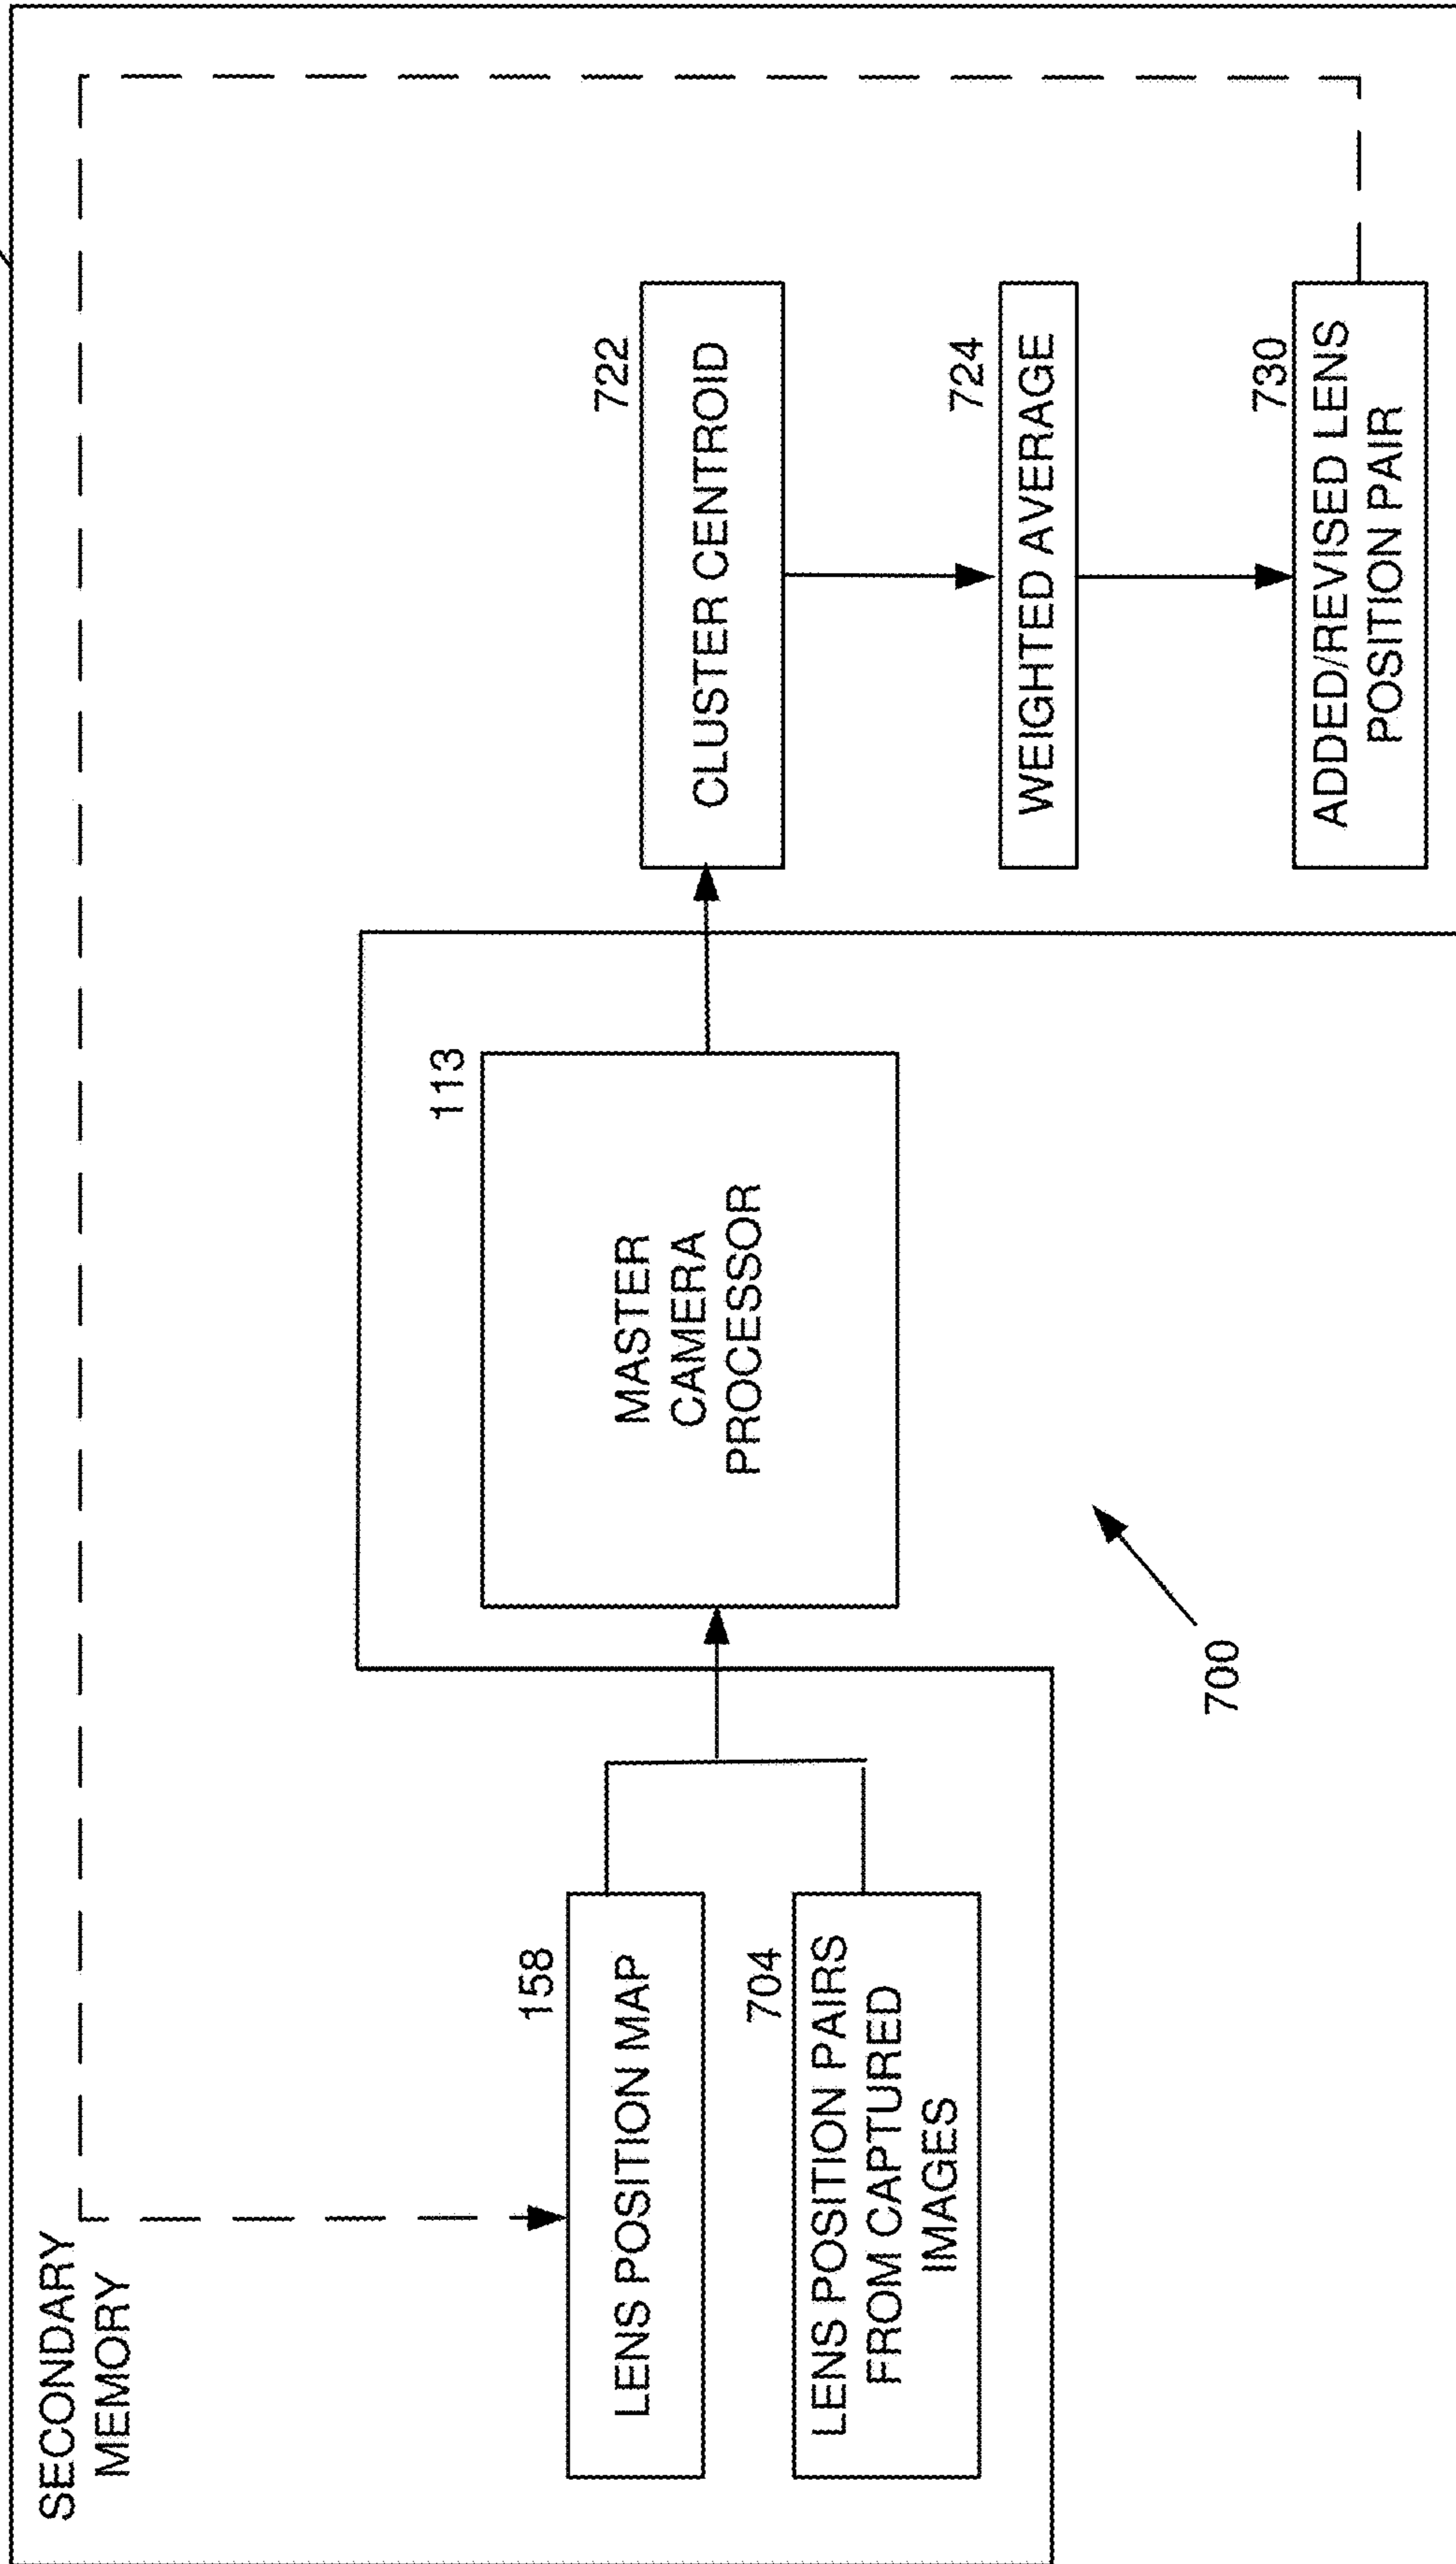 SECONDARY
MEMORY
158
LENS POSITION MAP
704
LENS POSITION PAIRS
FROM CAPTURED
IMAGES
113
MASTER
CAMERA
PROCESSOR
722
CLUSTER CENTROID
724
WEIGHTED AVERAGE
730
ADDED/REVISED LENS
POSITION PAIR
700